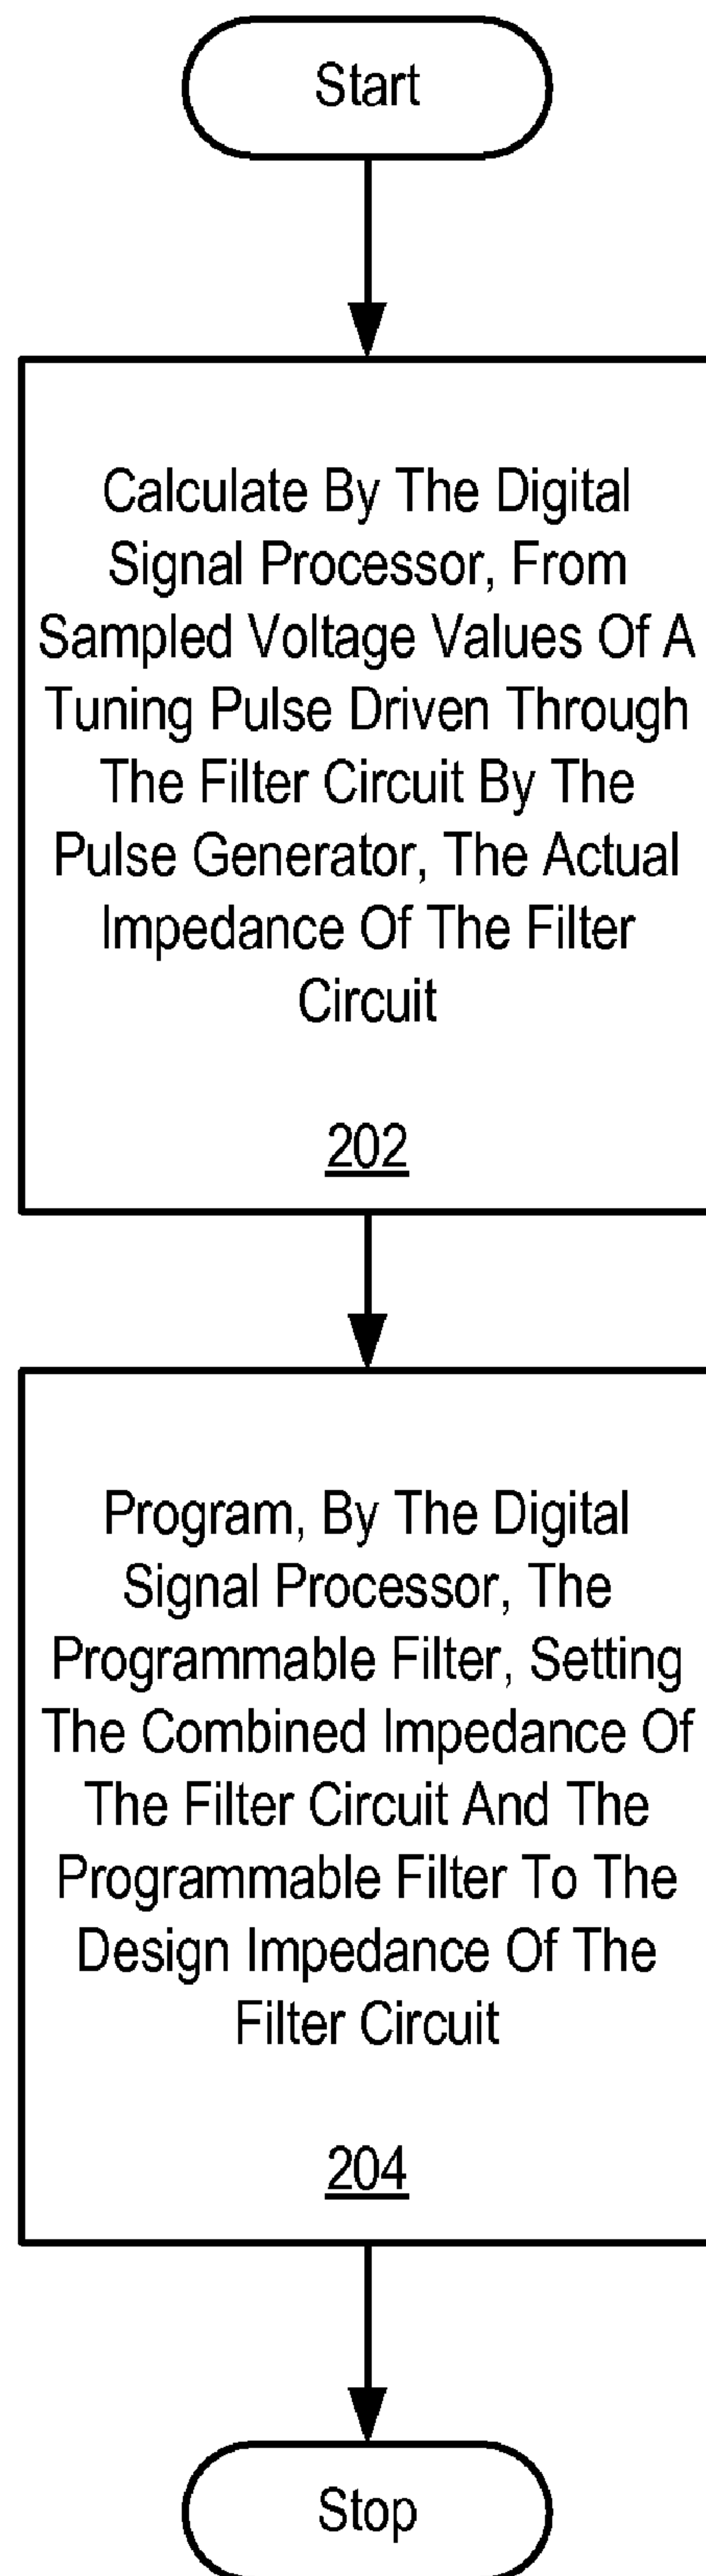 Start
Calculate By The Digital
Signal Processor, From
Sampled Voltage Values Of A
Tuning Pulse Driven Through
The Filter Circuit By The
Pulse Generator, The Actual
Impedance Of The Filter
Circuit
202
Program, By The Digital
Signal Processor, The
Programmable Filter, Setting
The Combined Impedance Of
The Filter Circuit And The
Programmable Filter To The
Design Impedance Of The
Filter Circuit
204
Stop